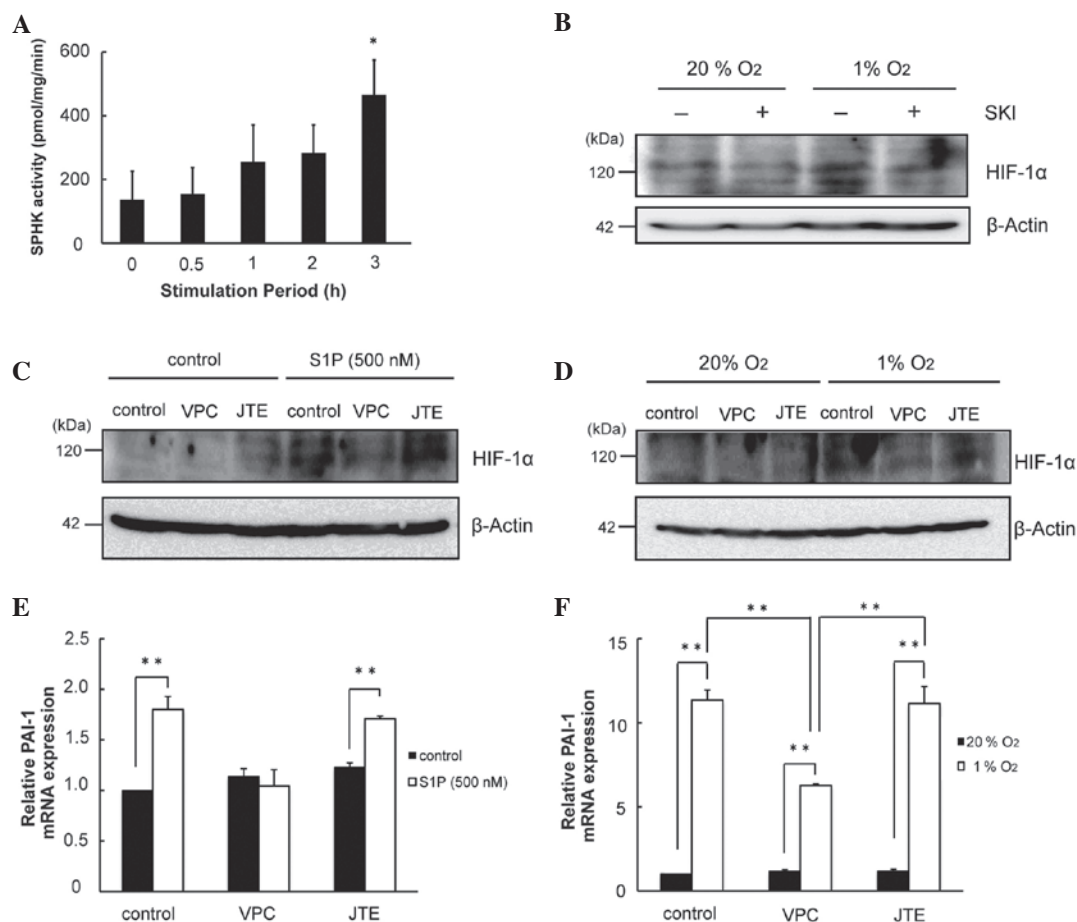 A
SPHK activity (pmol/mg/min)
600
400
200
0
*
0 0.5 1 2 3
Stimulation Period (h)
B
20 % O2 1% O2
– + – + SKI
(kDa)
120
HIF-1α
42
β-Actin
C
control S1P (500 nM)
control VPC JTE control VPC JTE
(kDa)
120
HIF-1α
42
β-Actin
D
20% O2 1% O2
control VPC JTE control VPC JTE
(kDa)
120
HIF-1α
42
β-Actin
E
Relative PAI-1
mRNA expression
2.5
2.0
1.5
1.0
0.5
0
* *
* *
control
S1P (500 nM)
control VPC JTE
F
Relative PAI-1
mRNA expression
15
10
5
0
* * * *
* * * *
* *
20 % O2
1 % O2
control VPC JTE